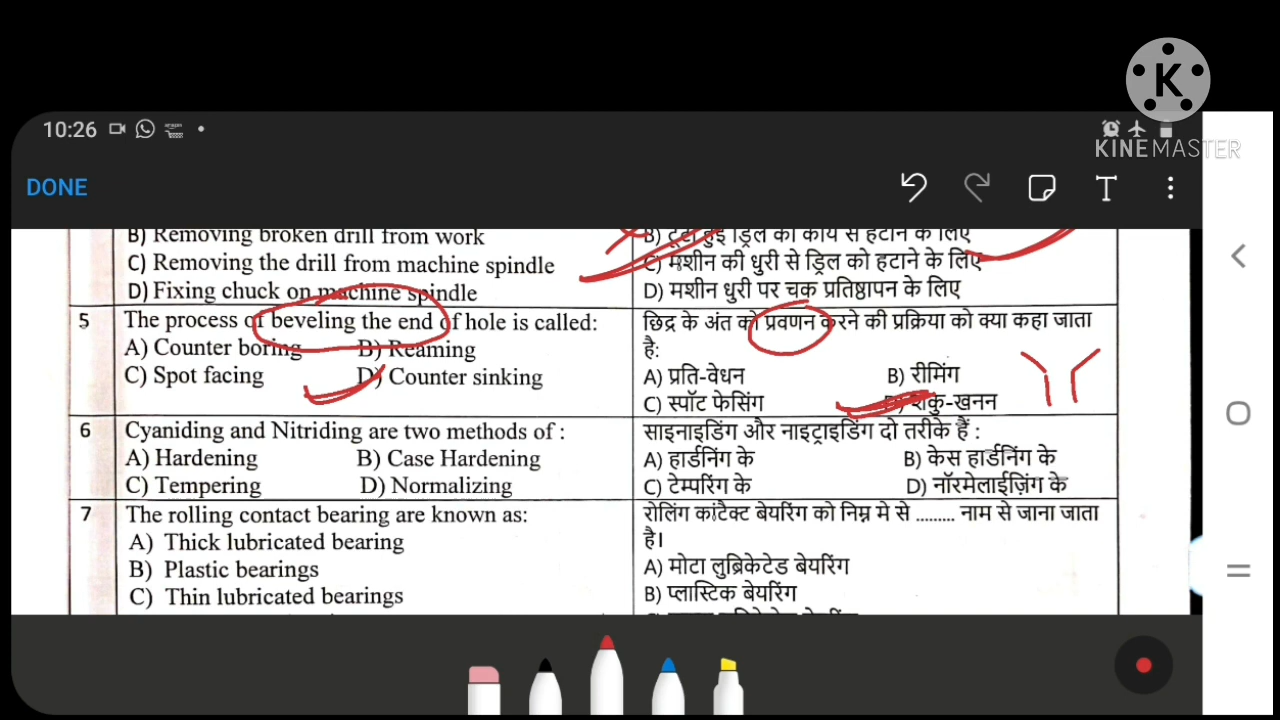 K
KINEMASTER
10:26
DONE
T
B) Removing broken drill from work
C) Removing the drill from machine spindle
D) Fixing chuck on machine spindle
B) टूटी हुई ड्रिल को कार्य से हटाने के लिए
C) मशीन की धुरी से ड्रिल को हटाने के लिए
D) मशीन धुरी पर चक प्रतिष्ठापन के लिए
5
The process of beveling the end of hole is called:
A) Counter boring B) Reaming
C) Spot facing D) Counter sinking
छिद्र के अंत को प्रवणन करने की प्रक्रिया को क्या कहा जाता
है:
A) प्रति-वेधन B) रीमिंग
C) स्पॉट फेसिंग D) शंकु-खनन
6
Cyaniding and Nitriding are two methods of :
A) Hardening B) Case Hardening
C) Tempering D) Normalizing
साइनाइडिंग और नाइट्राइडिंग दो तरीके हैं :
A) हार्डनिंग के B) केस हार्डनिंग के
C) टेम्परिंग के D) नॉरमेलाईज़िंग के
7
The rolling contact bearing are known as:
A) Thick lubricated bearing
B) Plastic bearings
C) Thin lubricated bearings
रोलिंग कांटैक्ट बेयरिंग को निम्न मे से ......... नाम से जाना जाता
है।
A) मोटा लुब्रिकेटेड बेयरिंग
B) प्लास्टिक बेयरिंग